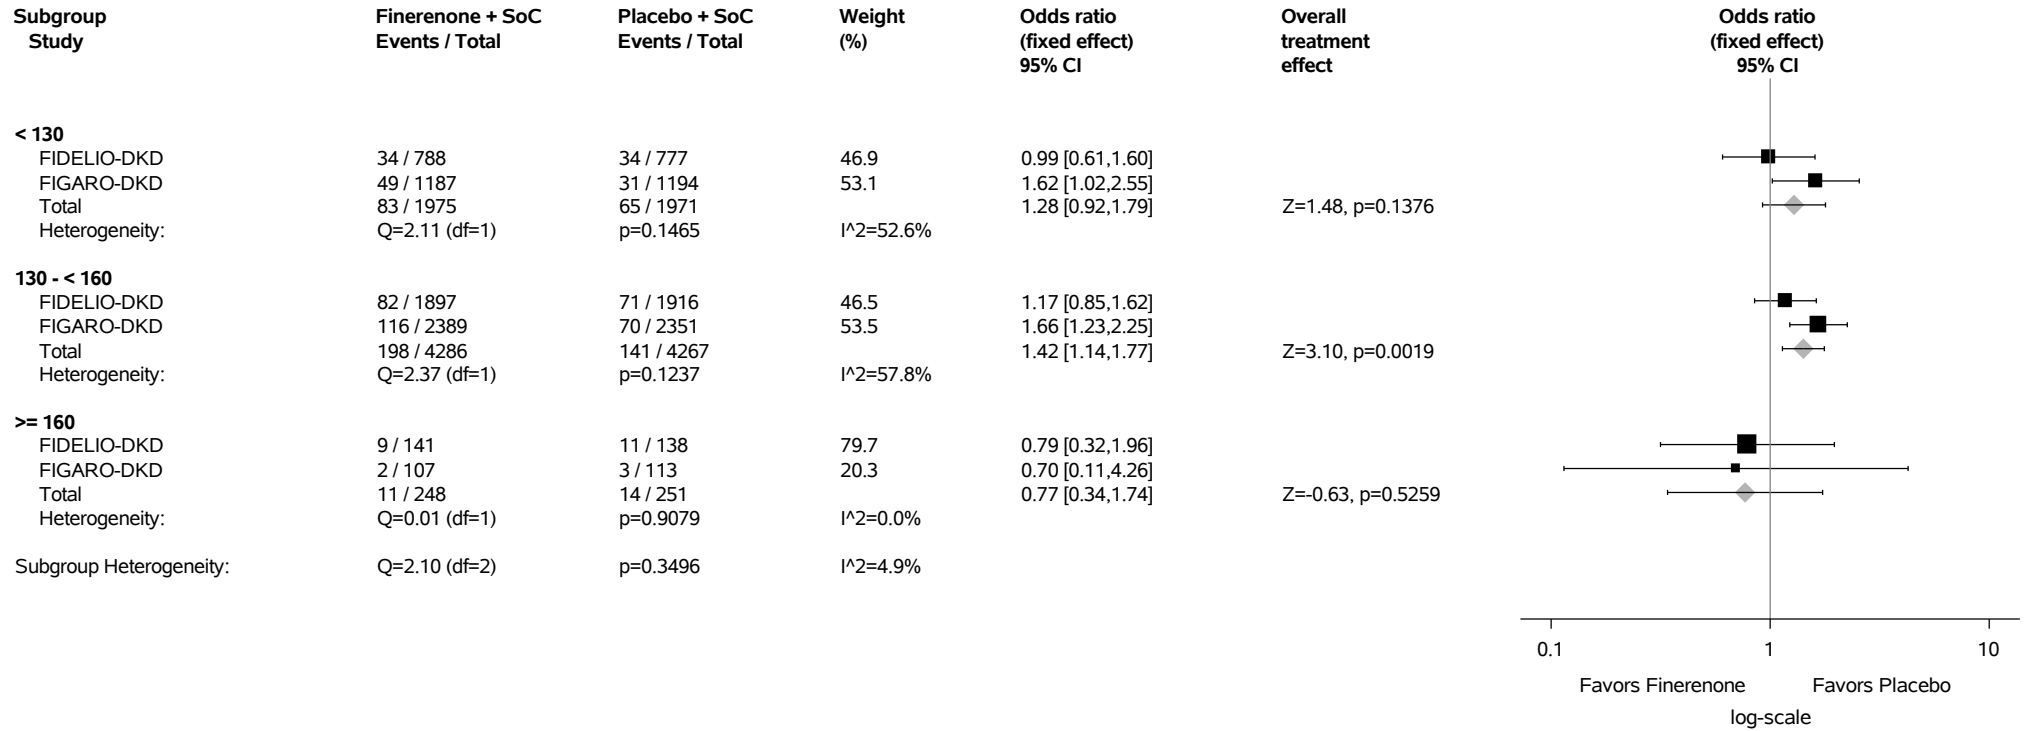 Subgroup Finerenone + SoC Placebo + SoC Weight Odds ratio Overall Odds ratio
Study Events / Total Events / Total (%) (fixed effect) treatment (fixed effect)
95% CI effect 95% CI
< 130
FIDELIO-DKD 34 / 788 34 / 777 46.9 0.99 [0.61,1.60]
FIGARO-DKD 49 / 1187 31 / 1194 53.1 1.62 [1.02,2.55]
Total 83 / 1975 65 / 1971 1.28 [0.92,1.79] Z=1.48, p=0.1376
Heterogeneity: Q=2.11 (df=1) p=0.1465 I^2=52.6%
130 - < 160
FIDELIO-DKD 82 / 1897 71 / 1916 46.5 1.17 [0.85,1.62]
FIGARO-DKD 116 / 2389 70 / 2351 53.5 1.66 [1.23,2.25]
Total 198 / 4286 141 / 4267 1.42 [1.14,1.77] Z=3.10, p=0.0019
Heterogeneity: Q=2.37 (df=1) p=0.1237 I^2=57.8%
>= 160
FIDELIO-DKD 9 / 141 11 / 138 79.7 0.79 [0.32,1.96]
FIGARO-DKD 2 / 107 3 / 113 20.3 0.70 [0.11,4.26]
Total 11 / 248 14 / 251 0.77 [0.34,1.74] Z=-0.63, p=0.5259
Heterogeneity: Q=0.01 (df=1) p=0.9079 I^2=0.0%
Subgroup Heterogeneity: Q=2.10 (df=2) p=0.3496 I^2=4.9%
0.1 1 10
Favors Finerenone Favors Placebo
log-scale